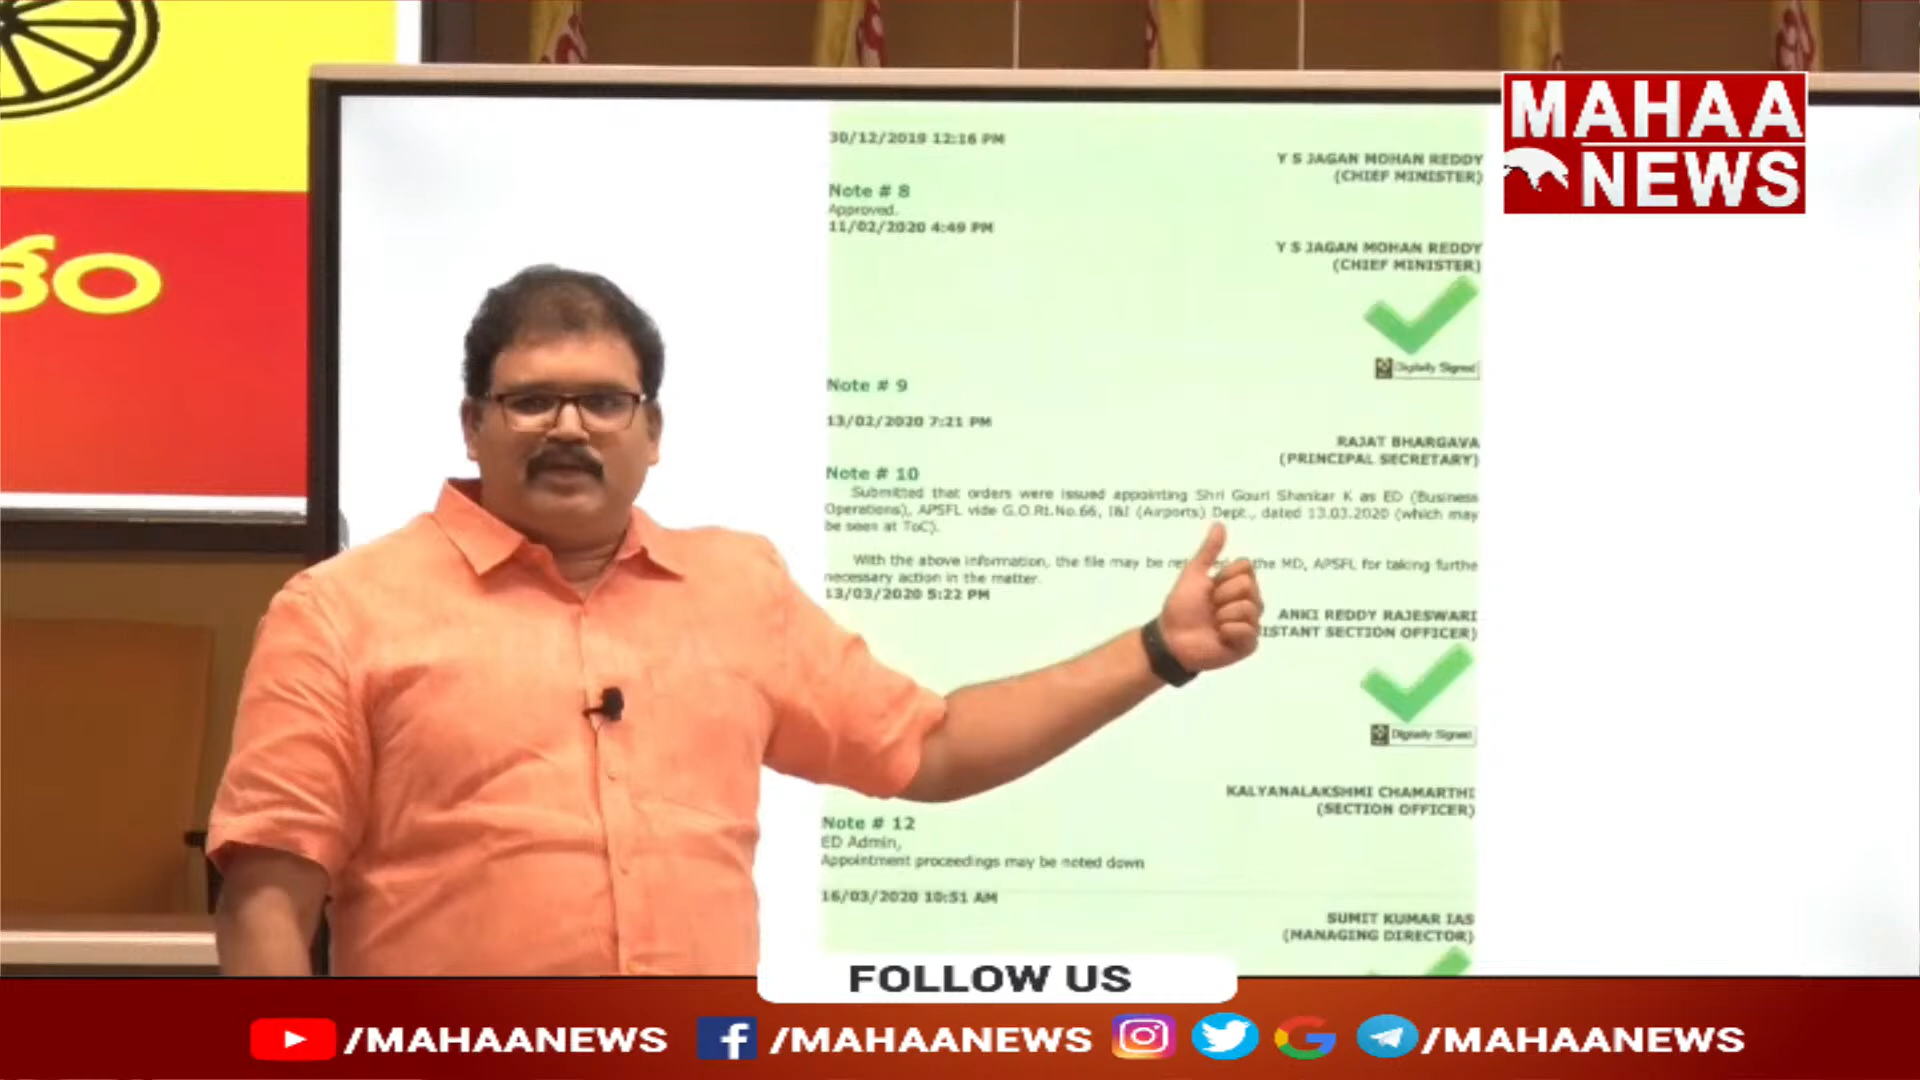 30/12/2019 12:16 PM
Y S JAGAN MOHAN REDDY
(CHIEF MINISTER)
Note # 8
Approved.
11/02/2020 4:49 PM
Y S JAGAN MOHAN REDDY
(CHIEF MINISTER)
Digitally Signed
Note # 9
13/02/2020 7:21 PM
RAJAT BHARGAVA
(PRINCIPAL SECRETARY)
Note # 10
Submitted that orders were issued appointing Shri Gouri Shankar K as ED (Business
Operations), APSFL vide G.O.Rt.No.66, I&I (Airports) Dept., dated 13.03.2020 (which may
be seen at ToC).
With the above information, the file may be the MD, APSFL for taking furthe
necessary action in the matter.
13/03/2020 5:22 PM
ANKI REDDY RAJESWARI
ISTANT SECTION OFFICER)
Digitally Signed
KALYANALAKSHMI CHAMARTHI
(SECTION OFFICER)
Note # 12
ED Admin,
Appointment proceedings may be noted down
16/03/2020 10:51 AM
SUMIT KUMAR IAS
(MANAGING DIRECTOR)
MAHAA
NEWS
FOLLOW US
/MAHAANEWS /MAHAANEWS /MAHAANEWS